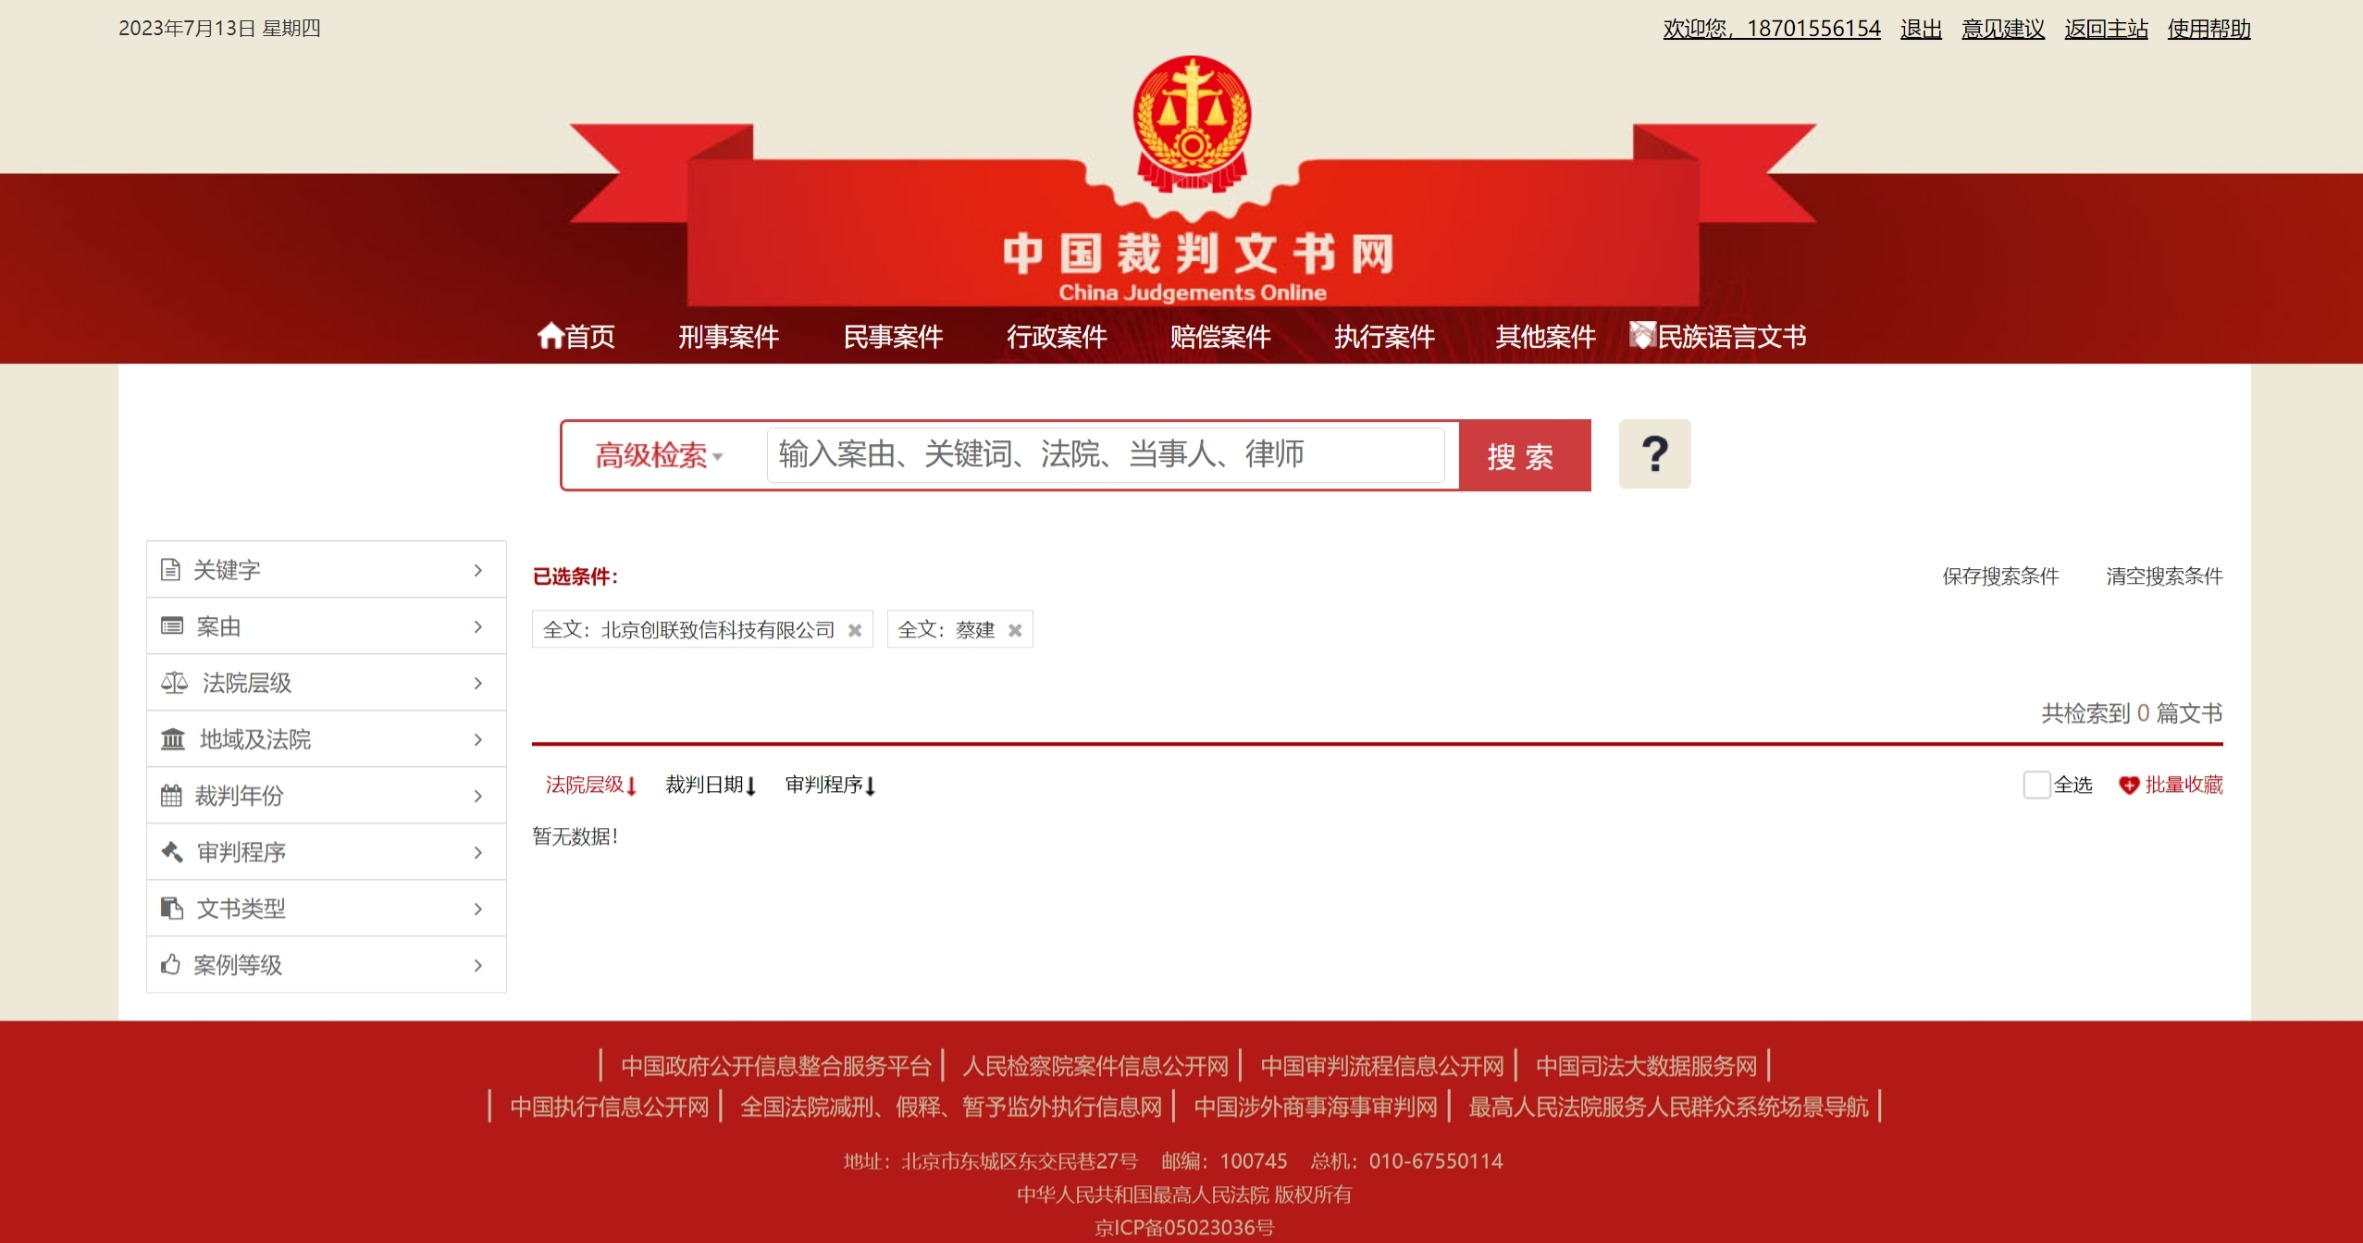 2023年7月13日 星期四
欢迎您，18701556154 退出 意见建议 返回主站 使用帮助
中国裁判文书网
China Judgements Online
首页 刑事案件 民事案件 行政案件 赔偿案件 执行案件 其他案件 民族语言文书
高级检索 输入案由、关键词、法院、当事人、律师 搜索 ?
关键字
案由
法院层级
地域及法院
裁判年份
审判程序
文书类型
案例等级
已选条件： 保存搜索条件 清空搜索条件
全文：北京创联致信科技有限公司 全文：蔡建
共检索到 0 篇文书
法院层级 裁判日期 审判程序 全选 批量收藏
暂无数据!
中国政府公开信息整合服务平台 | 人民检察院案件信息公开网 | 中国审判流程信息公开网 | 中国司法大数据服务网 |
| 中国执行信息公开网 | 全国法院减刑、假释、暂予监外执行信息网 | 中国涉外商事海事审判网 | 最高人民法院服务人民群众系统场景导航 |
地址：北京市东城区东交民巷27号 邮编：100745 总机：010-67550114
中华人民共和国最高人民法院 版权所有
京ICP备05023036号